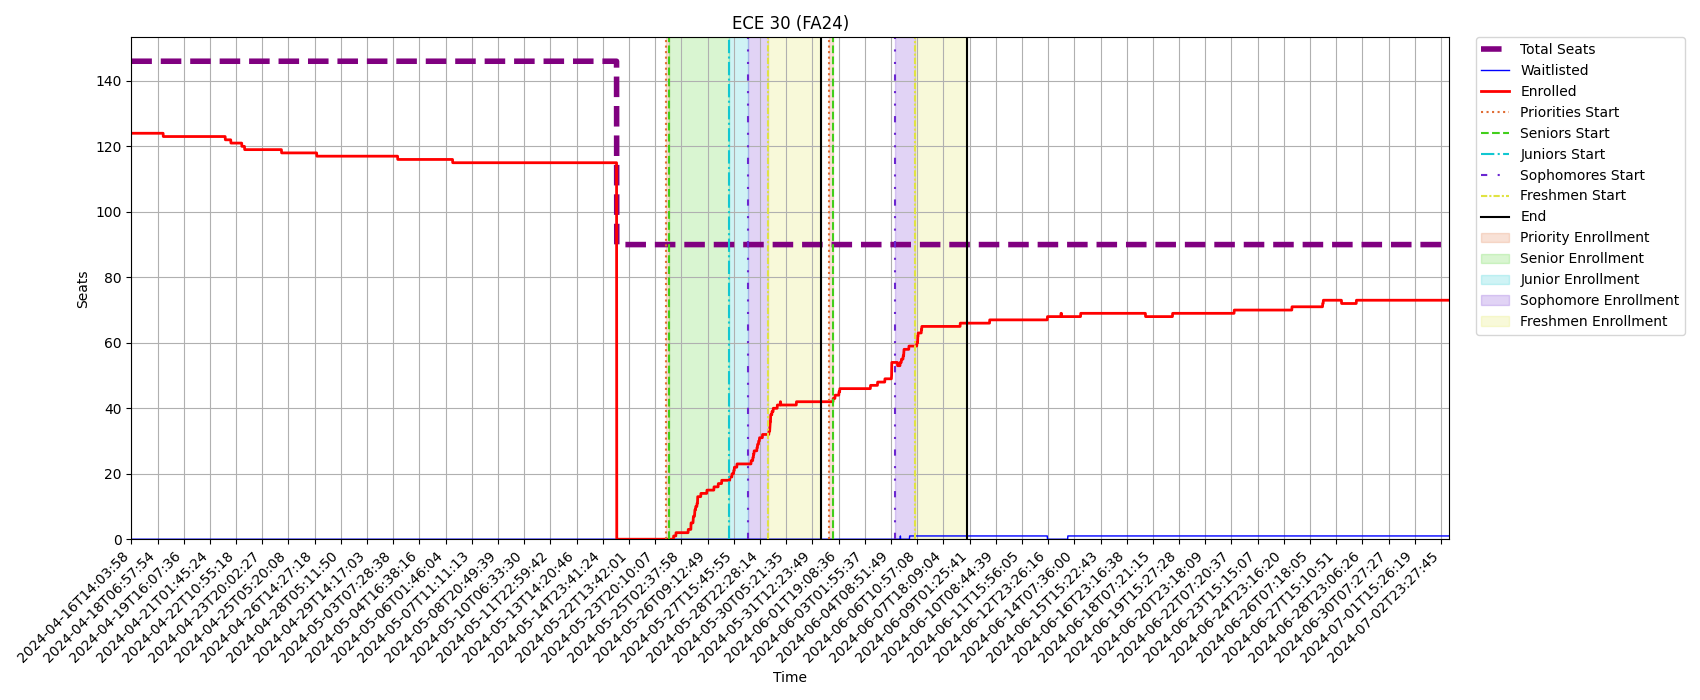 ECE 30 (FA24)
Total Seats
Waitlisted
Enrolled
Priorities Start
Seniors Start
Juniors Start
Sophomores Start
Freshmen Start
End
Priority Enrollment
Senior Enrollment
Junior Enrollment
Sophomore Enrollment
Freshmen Enrollment
Seats
140
120
100
80
60
40
20
0
2024-04-16T14:03:58
2024-04-18T06:57:54
2024-04-19T16:07:36
2024-04-21T01:45:24
2024-04-22T10:55:18
2024-04-23T20:02:27
2024-04-25T05:20:08
2024-04-26T14:27:18
2024-04-28T05:11:50
2024-04-29T14:17:03
2024-05-03T07:28:38
2024-05-04T16:38:16
2024-05-06T01:46:04
2024-05-07T11:11:13
2024-05-08T20:49:39
2024-05-10T06:33:30
2024-05-11T22:59:42
2024-05-13T14:20:46
2024-05-14T23:41:24
2024-05-22T13:42:01
2024-05-23T20:10:07
2024-05-25T02:37:58
2024-05-26T09:12:49
2024-05-27T15:45:55
2024-05-28T22:28:14
2024-05-30T05:21:35
2024-05-31T12:23:49
2024-06-01T19:08:36
2024-06-03T01:55:37
2024-06-04T08:51:49
2024-06-06T10:57:08
2024-06-07T18:09:04
2024-06-09T01:25:41
2024-06-10T08:44:39
2024-06-11T15:56:05
2024-06-12T23:26:16
2024-06-14T07:36:00
2024-06-15T15:22:43
2024-06-16T23:16:38
2024-06-18T07:21:15
2024-06-19T15:27:28
2024-06-20T23:18:09
2024-06-22T07:20:37
2024-06-23T15:15:07
2024-06-24T23:16:20
2024-06-26T07:18:05
2024-06-27T15:10:51
2024-06-28T23:06:26
2024-06-30T07:27:27
2024-07-01T15:26:19
2024-07-02T23:27:45
Time